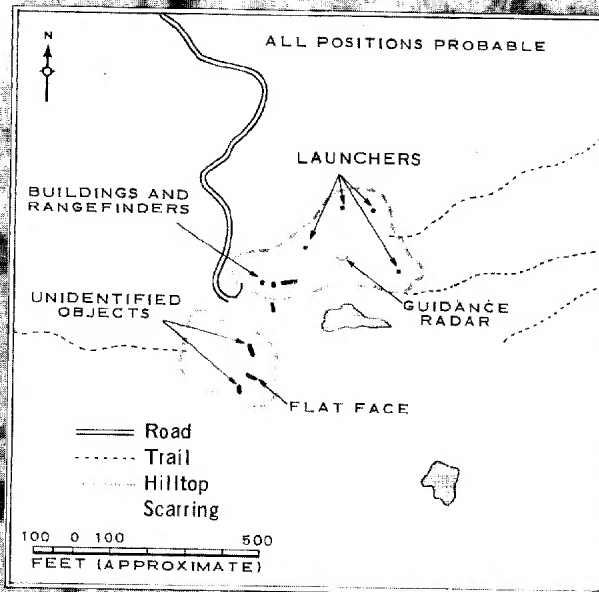 N
ALL POSITIONS PROBABLE
LAUNCHERS
BUILDINGS AND
RANGEFINDERS
UNIDENTIFIED
OBJECTS
GUIDANCE
RADAR
FLAT FACE
Road
Trail
Hilltop
Scarring
100 0 100 500
FEET (APPROXIMATE)